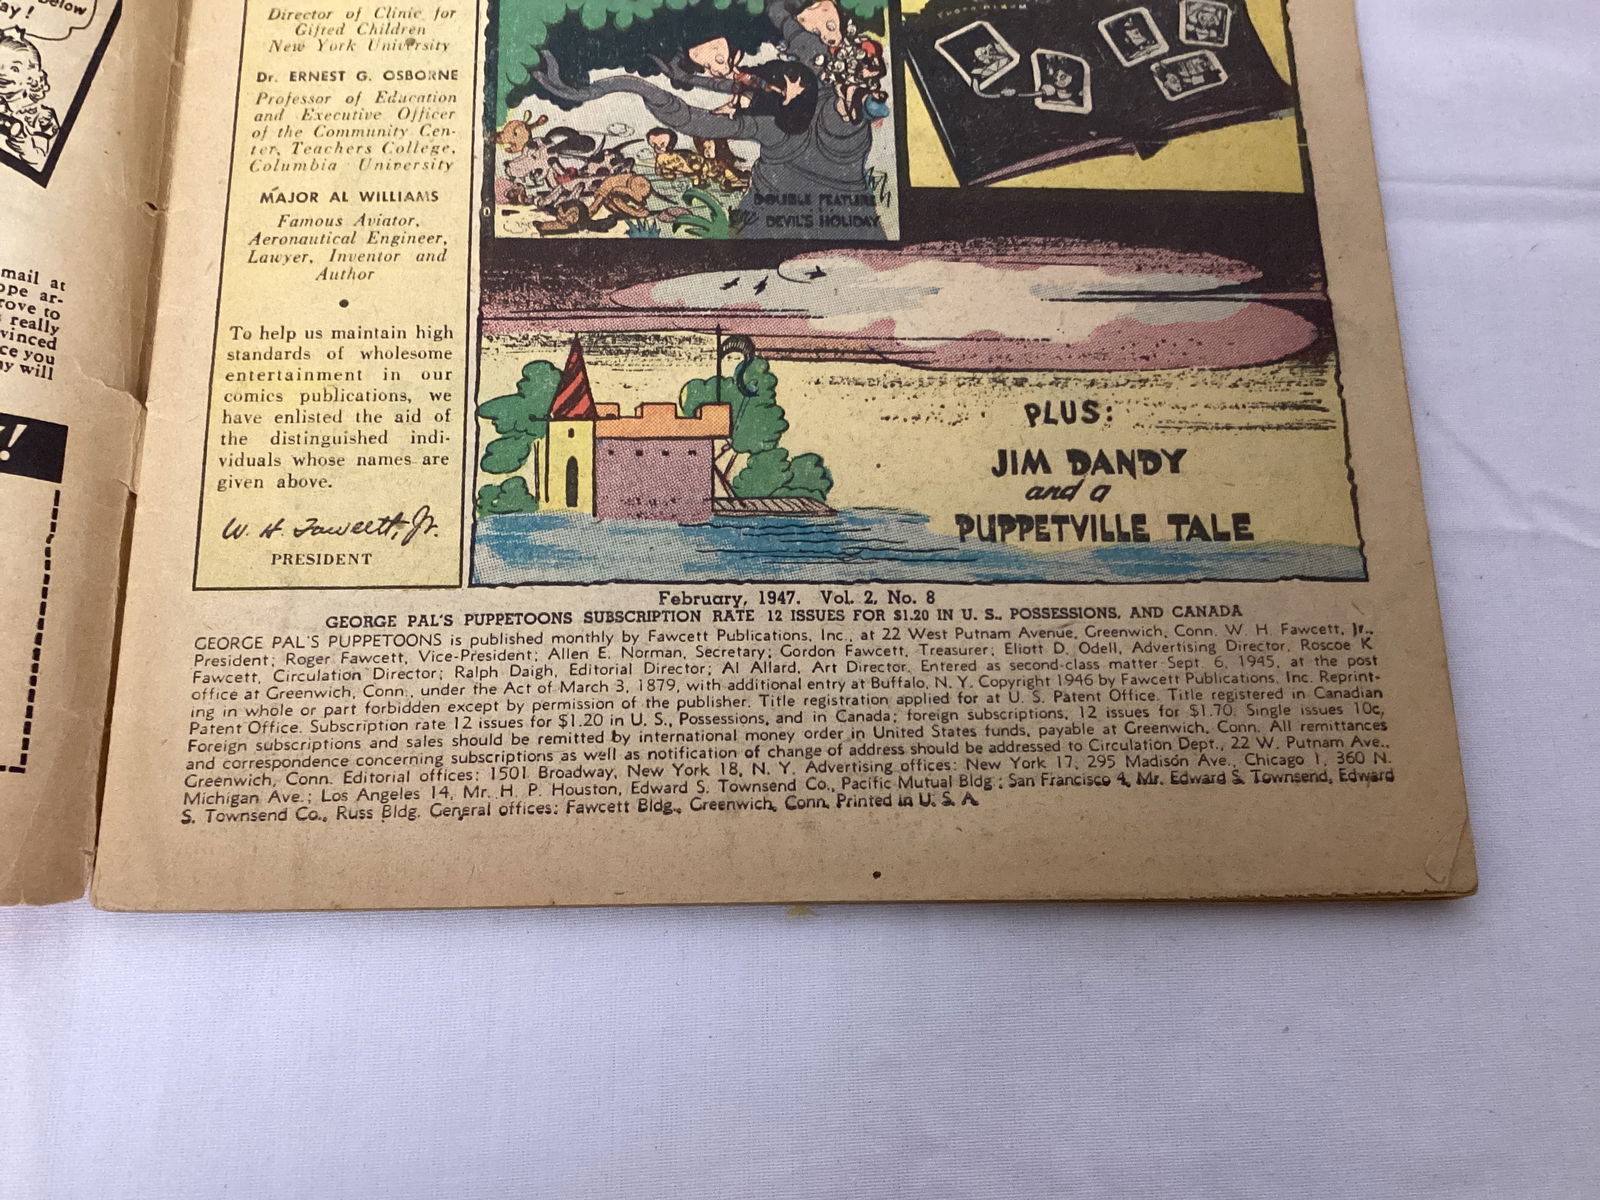 Below
ay!
mail at
ope ar-
rove to
really
vinced
ce you
ay will
!
Director of Clinic for
Gifted Children
New York University
Dr. ERNEST G. OSBORNE
Professor of Education
and Executive Officer
of the Community Cen-
ter, Teachers College,
Columbia University
MAJOR AL WILLIAMS
Famous Aviator,
Aeronautical Engineer,
Lawyer, Inventor and
Author
•
To help us maintain high
standards of wholesome
entertainment in our
comics publications, we
have enlisted the aid of
the distinguished indi-
viduals whose names are
given above.
W. H. Fawcett, Jr.
PRESIDENT
DOUBLE FEATURE
DEVIL'S HOLIDAY
PLUS:
JIM DANDY
and a
PUPPETVILLE TALE
February, 1947. Vol. 2, No. 8
GEORGE PAL'S PUPPETOONS SUBSCRIPTION RATE 12 ISSUES FOR $1.20 IN U. S., POSSESSIONS, AND CANADA
GEORGE PAL'S PUPPETOONS is published monthly by Fawcett Publications, Inc., at 22 West Putnam Avenue, Greenwich, Conn. W. H. Fawcett, Jr.,
President; Roger Fawcett, Vice-President; Allen E. Norman, Secretary; Gordon Fawcett, Treasurer; Eliott D. Odell, Advertising Director, Roscoe K.
Fawcett, Circulation Director; Ralph Daigh, Editorial Director; Al Allard, Art Director. Entered as second-class matter Sept. 6, 1945, at the post
office at Greenwich, Conn., under the Act of March 3, 1879, with additional entry at Buffalo, N. Y. Copyright 1946 by Fawcett Publications, Inc. Reprint-
ing in whole or part forbidden except by permission of the publisher. Title registration applied for at U. S. Patent Office. Title registered in Canadian
Patent Office. Subscription rate 12 issues for $1.20 in U. S., Possessions, and in Canada; foreign subscriptions, 12 issues for $1.70. Single issues 10c,
Foreign subscriptions and sales should be remitted by international money order in United States funds, payable at Greenwich, Conn. All remittances
and correspondence concerning subscriptions as well as notification of change of address should be addressed to Circulation Dept., 22 W. Putnam Ave.,
Greenwich, Conn. Editorial offices: 1501 Broadway, New York 18, N. Y. Advertising offices: New York 17, 295 Madison Ave., Chicago 1, 360 N.
Michigan Ave.; Los Angeles 14, Mr. H. P. Houston, Edward S. Townsend Co., Pacific Mutual Bldg.; San Francisco 4, Mr. Edward S. Townsend, Edward
S. Townsend Co., Russ Bldg. General offices: Fawcett Bldg., Greenwich, Conn. Printed in U. S. A.